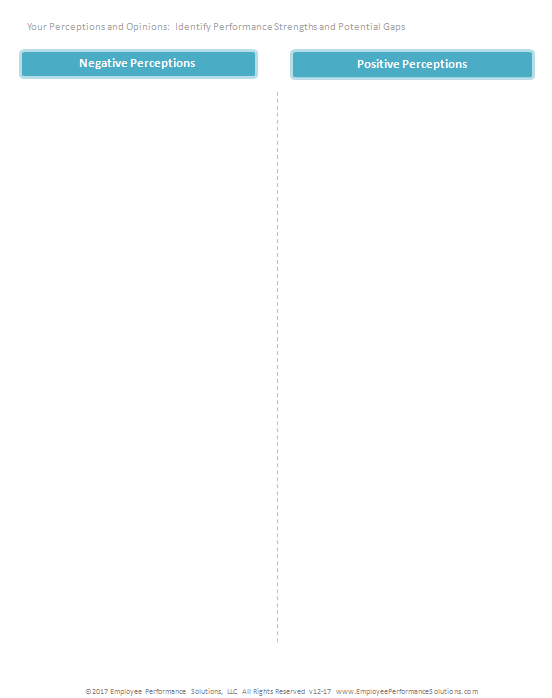 Your Perceptions and Opinions: Identify Performance Strengths and Potential Gaps
Negative Perceptions
Positive Perceptions
©2017 Employee Performance Solutions, LLC All Rights Reserved v12-17 www.EmployeePerformanceSolutions.com